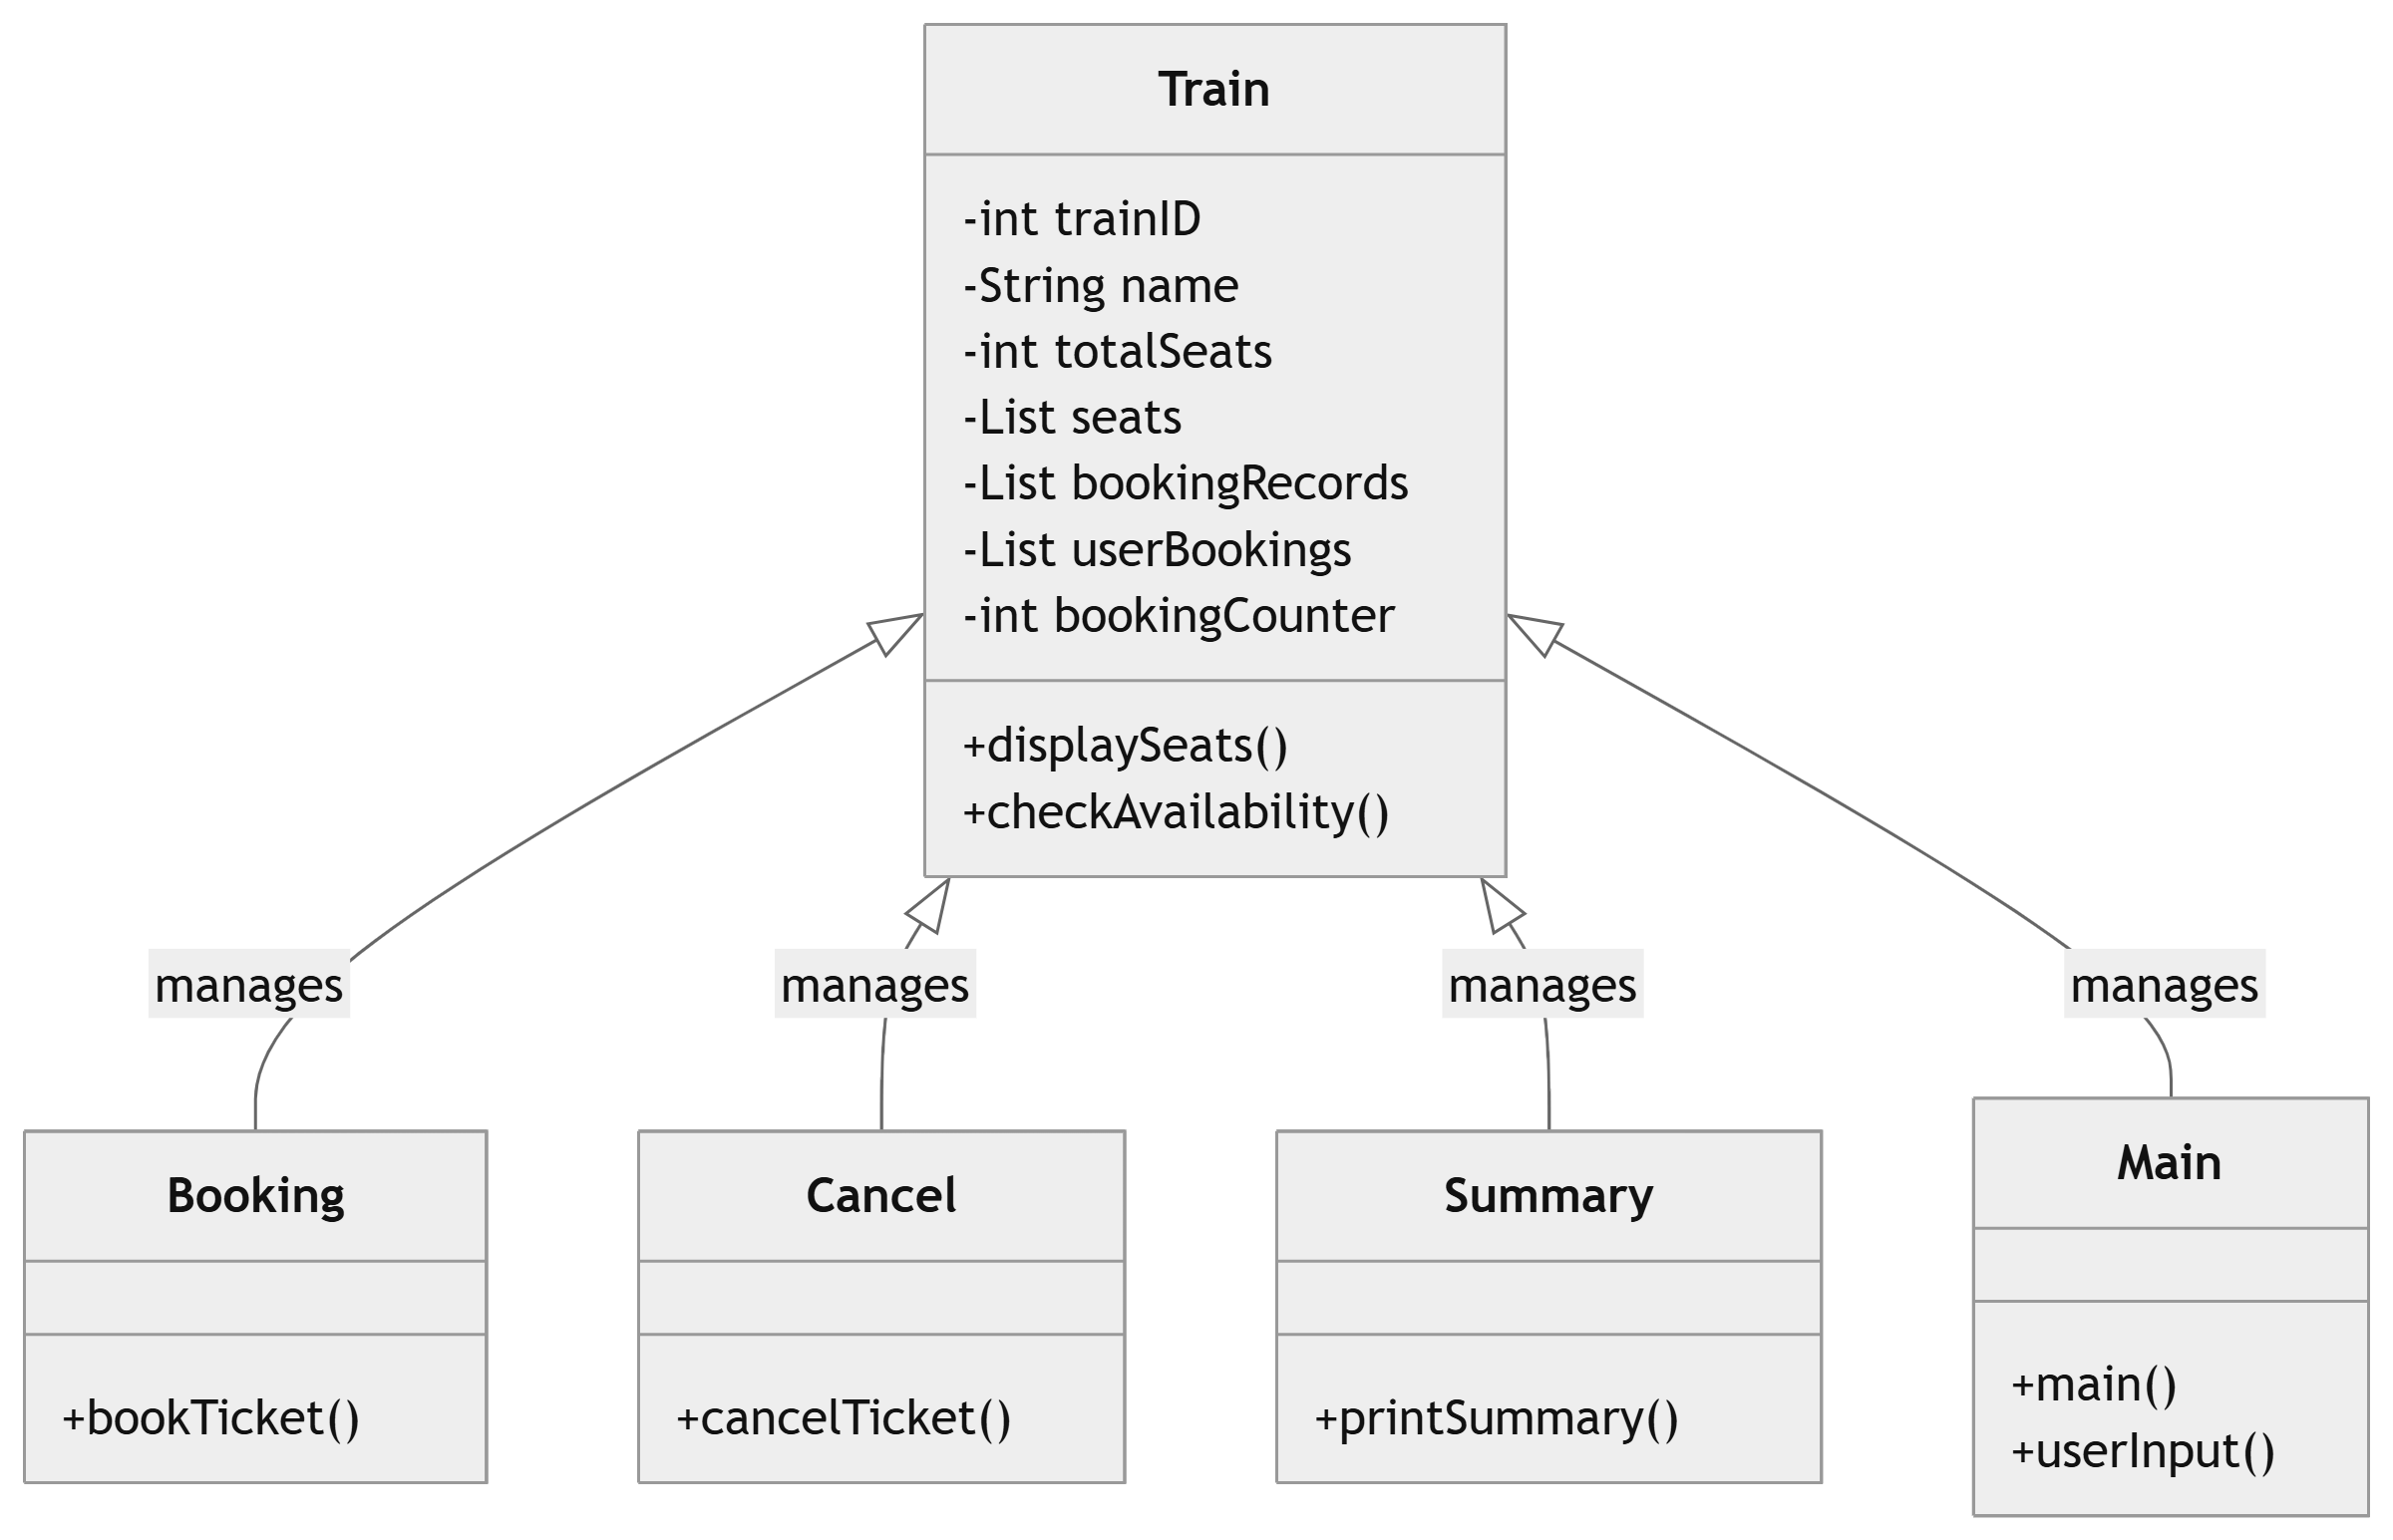 Train
-int trainID
-String name
-int totalSeats
-List seats
-List bookingRecords
-List userBookings
-int bookingCounter
+displaySeats()
+checkAvailability()
manages
manages
manages
manages
Booking
+bookTicket()
Cancel
+cancelTicket()
Summary
+printSummary()
Main
+main()
+userInput()